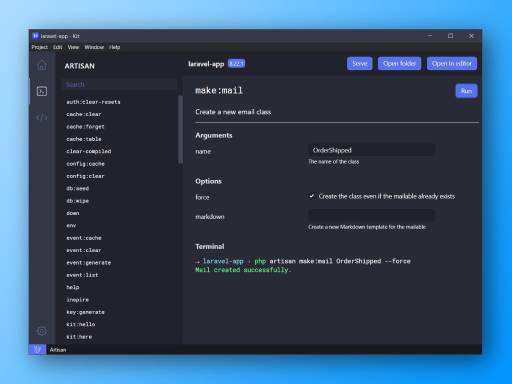 laravel-app - Kit
Project Edit View Window Help
ARTISAN
Search
auth:clear-resets
cache:clear
cache:forget
cache:table
clear-compiled
config:cache
config:clear
db:seed
db:wipe
down
env
event:cache
event:clear
event:generate
event:list
help
inspire
key:generate
kit:hello
kit:here
laravel-app 8.22.1
Serve Open folder Open in editor
make:mail
Run
Create a new email class
Arguments
name OrderShipped
The name of the class
Options
force Create the class even if the mailable already exists
markdown
Create a new Markdown template for the mailable
Terminal
→ laravel-app · php artisan make:mail OrderShipped --force
Mail created successfully.
Artisan